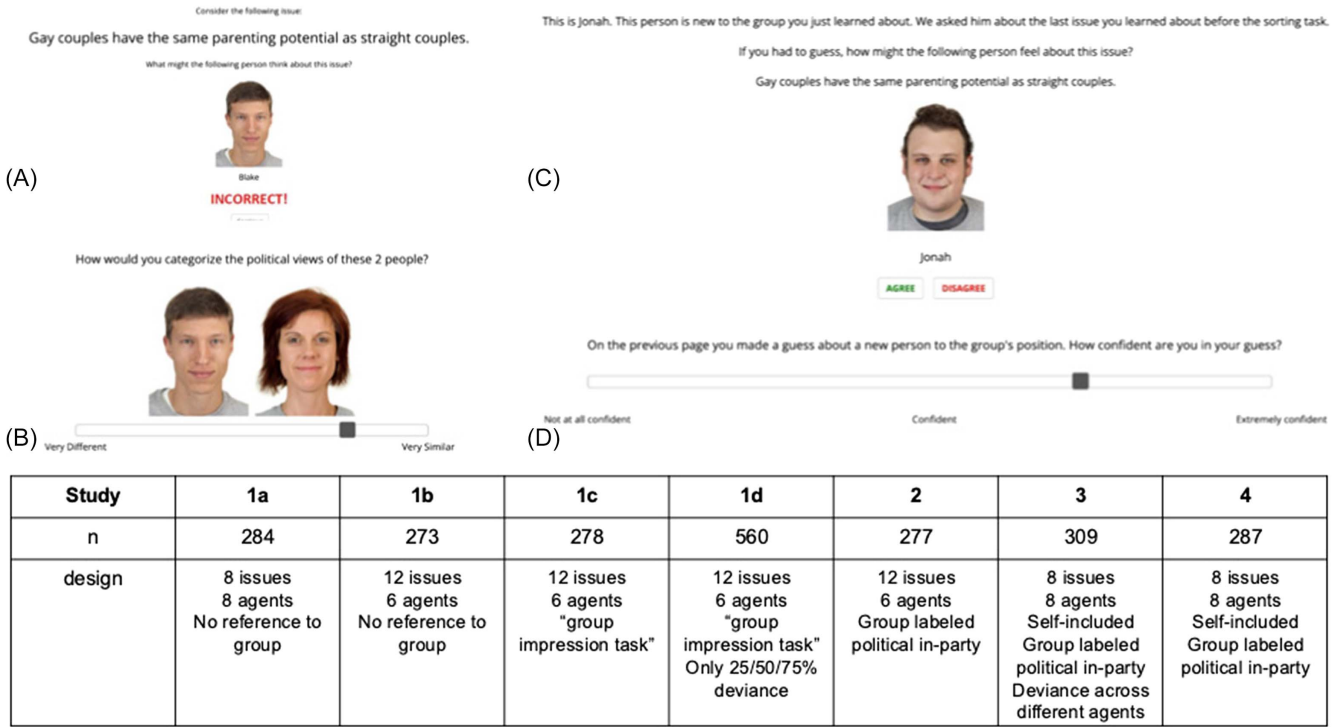 Consider the following issue:
Gay couples have the same parenting potential as straight couples.
What might the following person think about this issue?
Blake
(A)
INCORRECT!
How would you categorize the political views of these 2 people?
(B)
Very Different
Very Similar
This is Jonah. This person is new to the group you just learned about. We asked him about the last issue you learned about before the sorting task.
If you had to guess, how might the following person feel about this issue?
Gay couples have the same parenting potential as straight couples.
(C)
Jonah
AGREE
DISAGREE
On the previous page you made a guess about a new person to the group's position. How confident are you in your guess?
Not at all confident
Confident
Extremely confident
(D)
Study 1a 1b 1c 1d 2 3 4
n 284 273 278 560 277 309 287
design
8 issues
8 agents
No reference to
group
12 issues
6 agents
No reference to
group
12 issues
6 agents
“group
impression task”
12 issues
6 agents
“group
impression task”
Only 25/50/75%
deviance
12 issues
6 agents
Group labeled
political in-party
8 issues
8 agents
Self-included
Group labeled
political in-party
Deviance across
different agents
8 issues
8 agents
Self-included
Group labeled
political in-party